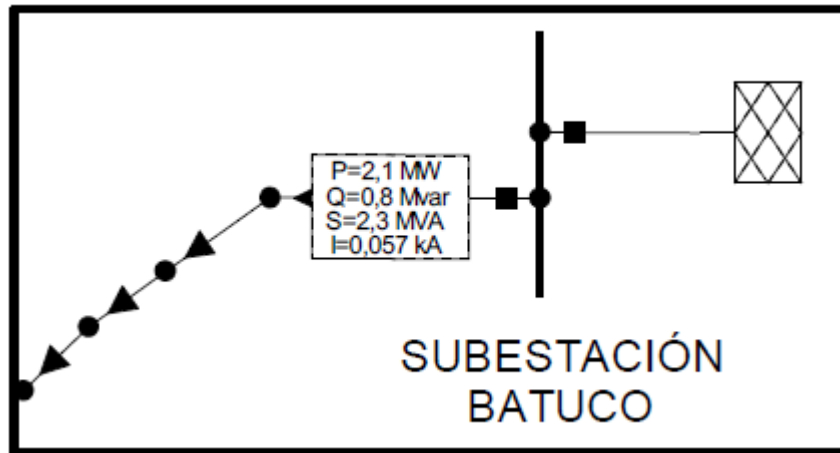 P=2,1 MW
Q=0,8 Mvar
S=2,3 MVA
I=0,057 kA
SUBESTACIÓN
BATUCO